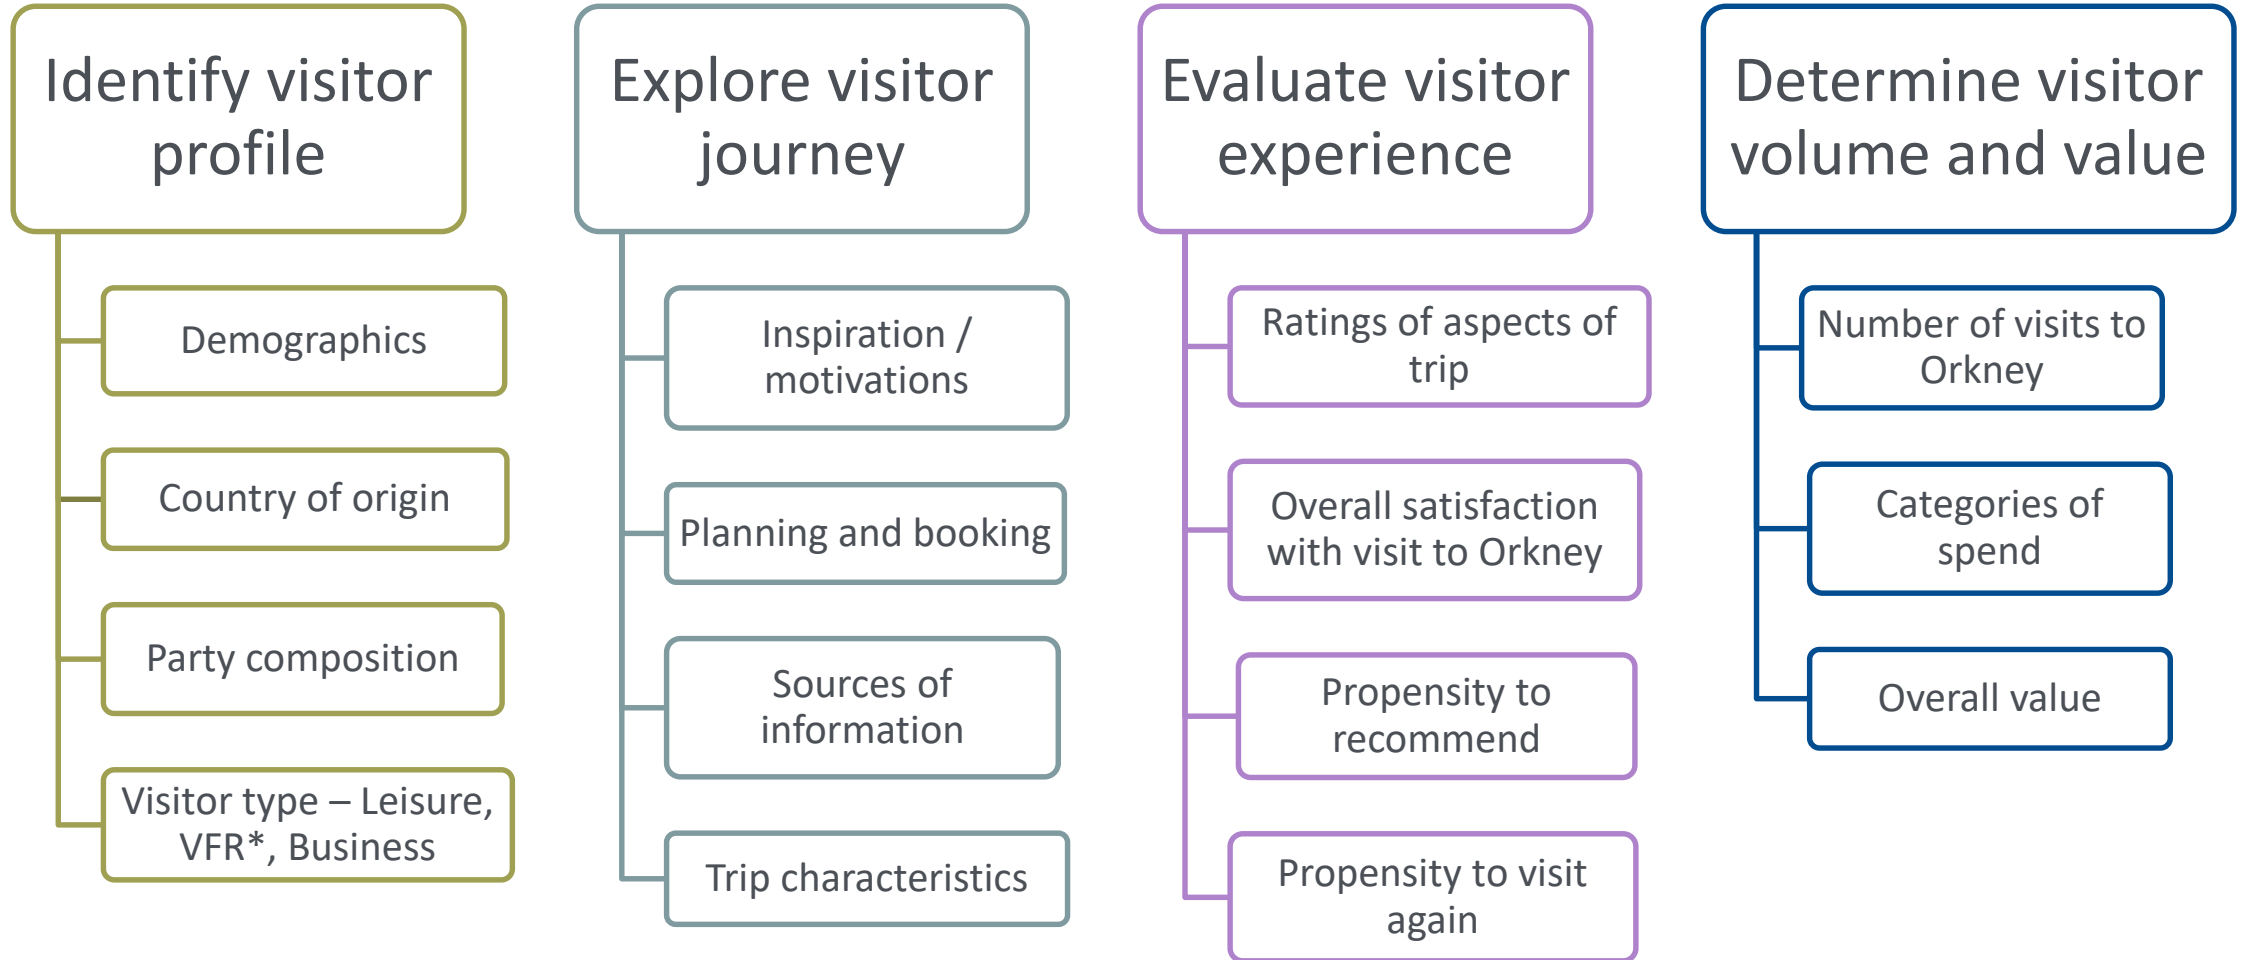 Identify visitor
profile
Demographics
Country of origin
Party composition
Visitor type – Leisure,
VFR*, Business
Explore visitor
journey
Inspiration /
motivations
Planning and booking
Sources of
information
Trip characteristics
Evaluate visitor
experience
Ratings of aspects of
trip
Overall satisfaction
with visit to Orkney
Propensity to
recommend
Propensity to visit
again
Determine visitor
volume and value
Number of visits to
Orkney
Categories of
spend
Overall value